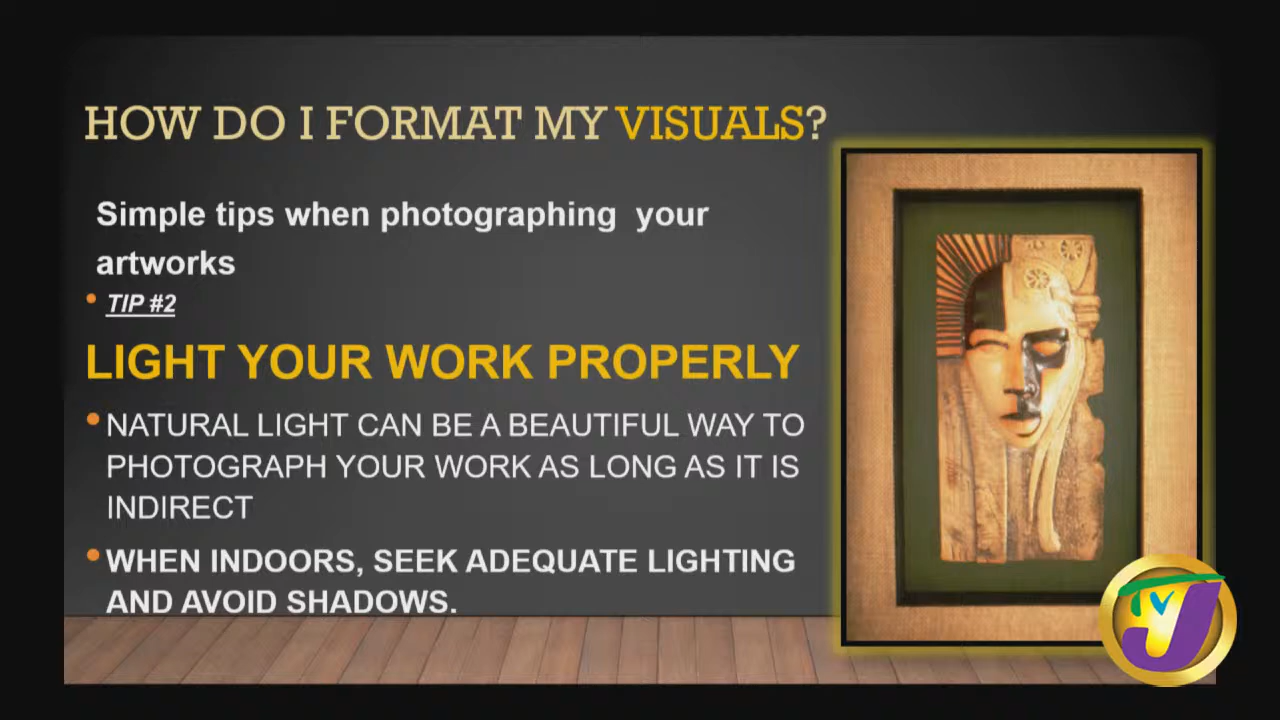 HOW DO I FORMAT MY VISUALS?
Simple tips when photographing your
artworks
• TIP #2
LIGHT YOUR WORK PROPERLY
• NATURAL LIGHT CAN BE A BEAUTIFUL WAY TO
PHOTOGRAPH YOUR WORK AS LONG AS IT IS
INDIRECT
• WHEN INDOORS, SEEK ADEQUATE LIGHTING
AND AVOID SHADOWS.
TVJ